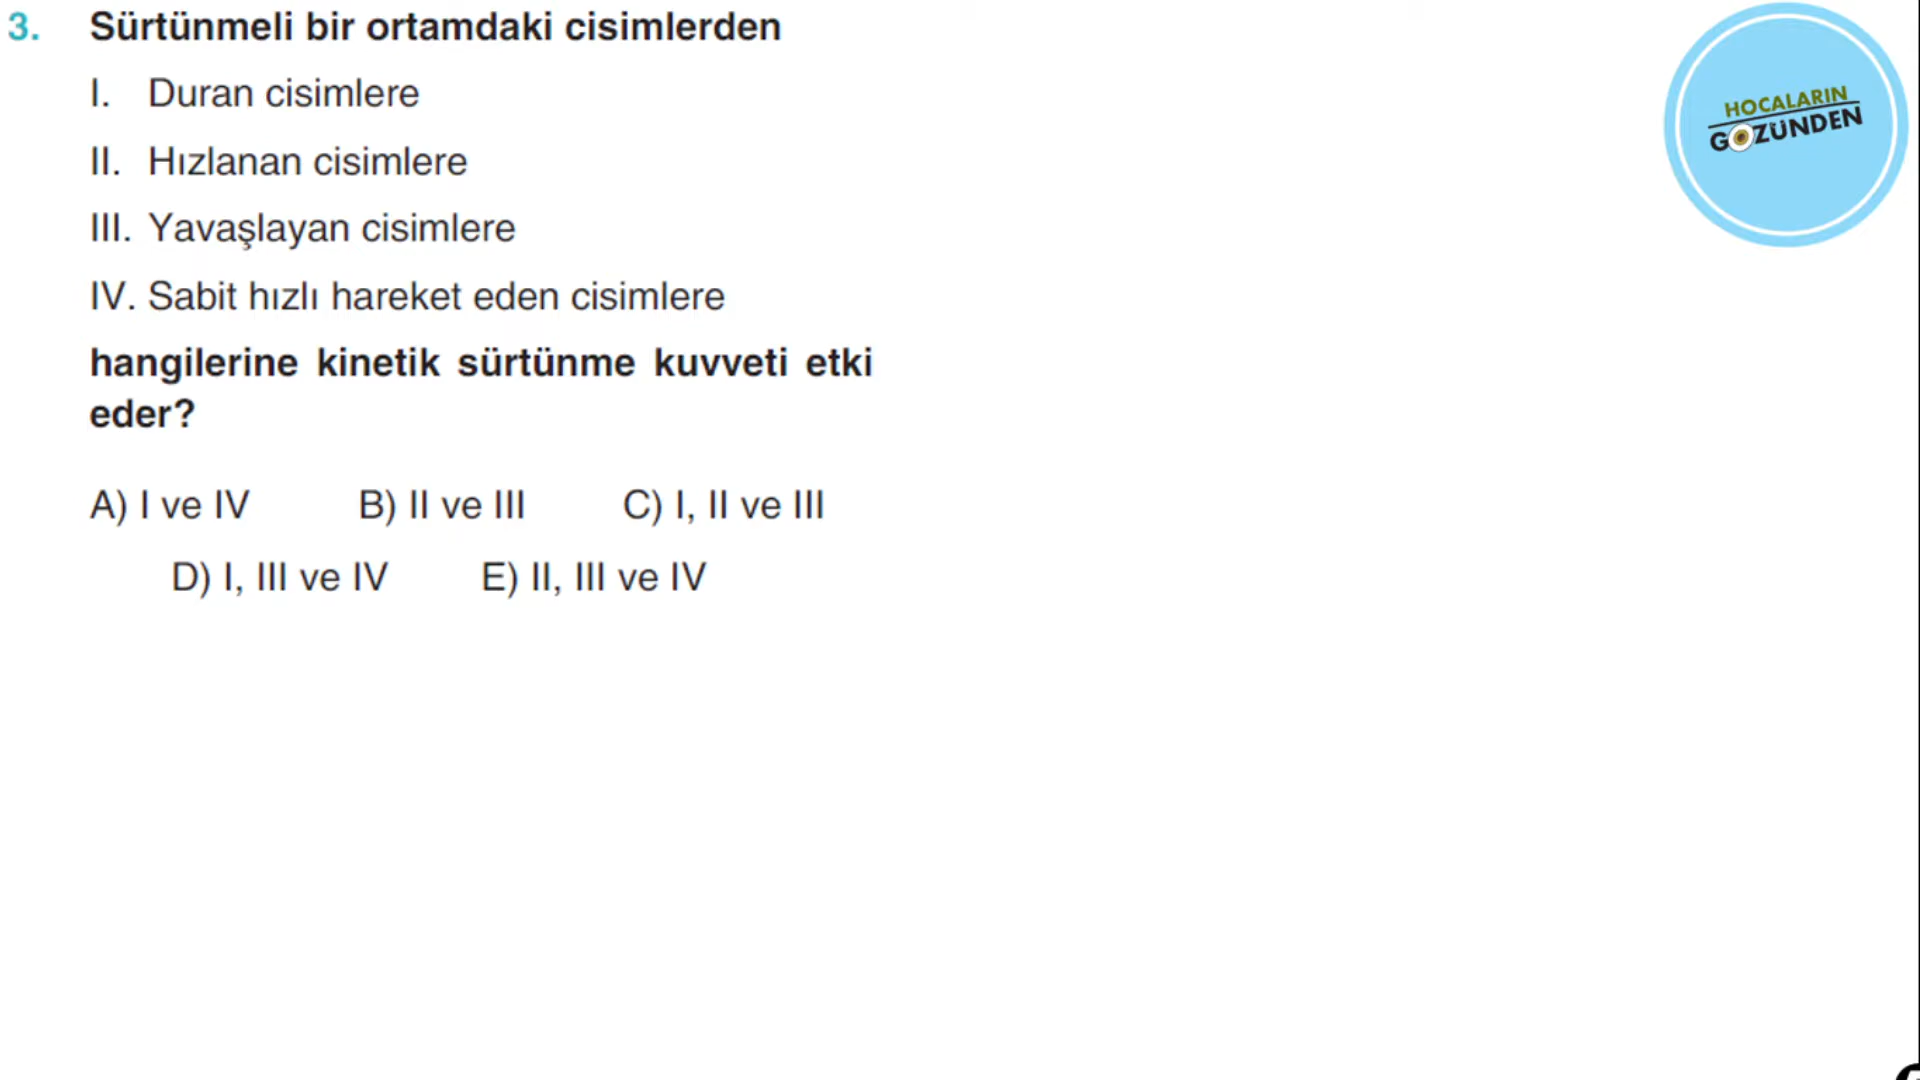 3. Sürtünmeli bir ortamdaki cisimlerden
I. Duran cisimlere
II. Hızlanan cisimlere
III. Yavaşlayan cisimlere
IV. Sabit hızlı hareket eden cisimlere
hangilerine kinetik sürtünme kuvveti etki
eder?
A) I ve IV B) II ve III C) I, II ve III
D) I, III ve IV E) II, III ve IV
HOCALARIN
GÖZÜNDEN